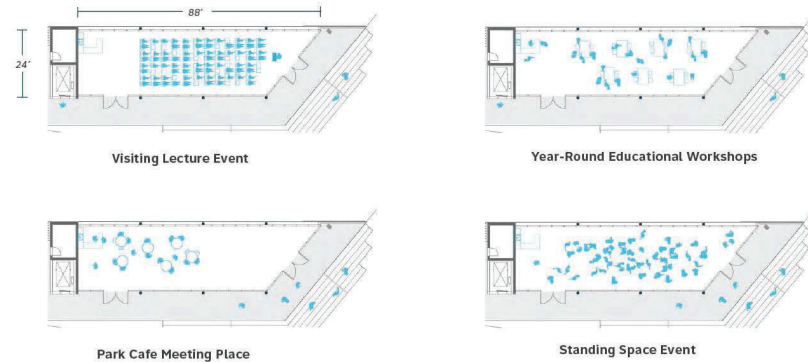 88'
24'
Visiting Lecture Event
Year-Round Educational Workshops
Park Cafe Meeting Place
Standing Space Event